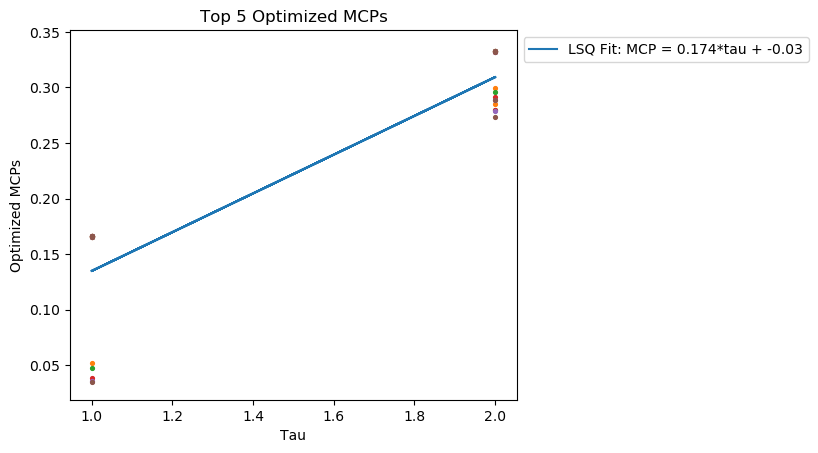 Top 5 Optimized MCPs
LSQ Fit: MCP = 0.174*tau + -0.03
0.35
0.30
0.25
0.20
0.15
0.10
0.05
Optimized MCPs
1.0 1.2 1.4 1.6 1.8 2.0
Tau